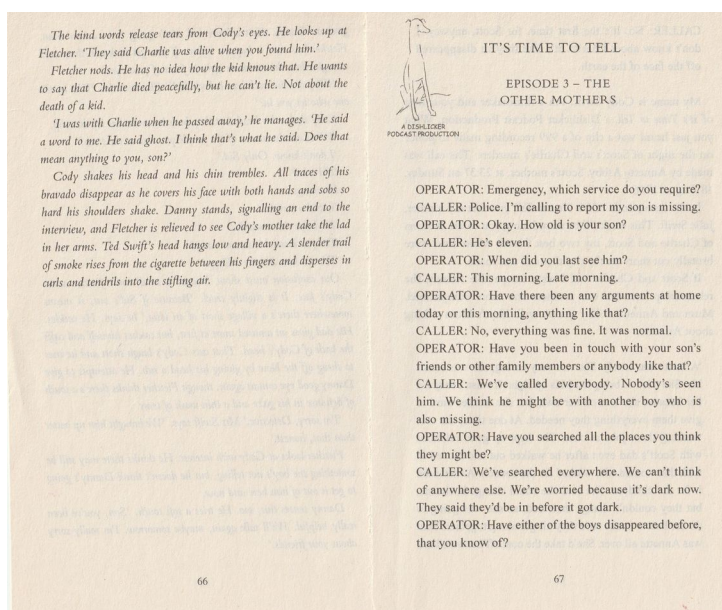 The kind words release tears from Cody's eyes. He looks up at
Fletcher. 'They said Charlie was alive when you found him.'
Fletcher nods. He has no idea how the kid knows that. He wants
to say that Charlie died peacefully, but he can't lie. Not about the
death of a kid.
'I was with Charlie when he passed away,' he manages. 'He said
a word to me. He said ghost. I think that's what he said. Does that
mean anything to you, son?'
Cody shakes his head and his chin trembles. All traces of his
bravado disappear as he covers his face with both hands and sobs so
hard his shoulders shake. Danny stands, signalling an end to the
interview, and Fletcher is relieved to see Cody's mother take the lad
in her arms. Ted Swift's head hangs low and heavy. A slender trail
of smoke rises from the cigarette between his fingers and disperses in
curls and tendrils into the stifling air.
66
A DISHLICKER
PODCAST PRODUCTION
IT'S TIME TO TELL
EPISODE 3 – THE
OTHER MOTHERS
OPERATOR: Emergency, which service do you require?
CALLER: Police. I'm calling to report my son is missing.
OPERATOR: Okay. How old is your son?
CALLER: He's eleven.
OPERATOR: When did you last see him?
CALLER: This morning. Late morning.
OPERATOR: Have there been any arguments at home
today or this morning, anything like that?
CALLER: No, everything was fine. It was normal.
OPERATOR: Have you been in touch with your son's
friends or other family members or anybody like that?
CALLER: We've called everybody. Nobody's seen
him. We think he might be with another boy who is
also missing.
OPERATOR: Have you searched all the places you think
they might be?
CALLER: We've searched everywhere. We can't think
of anywhere else. We're worried because it's dark now.
They said they'd be in before it got dark.
OPERATOR: Have either of the boys disappeared before,
that you know of?
67